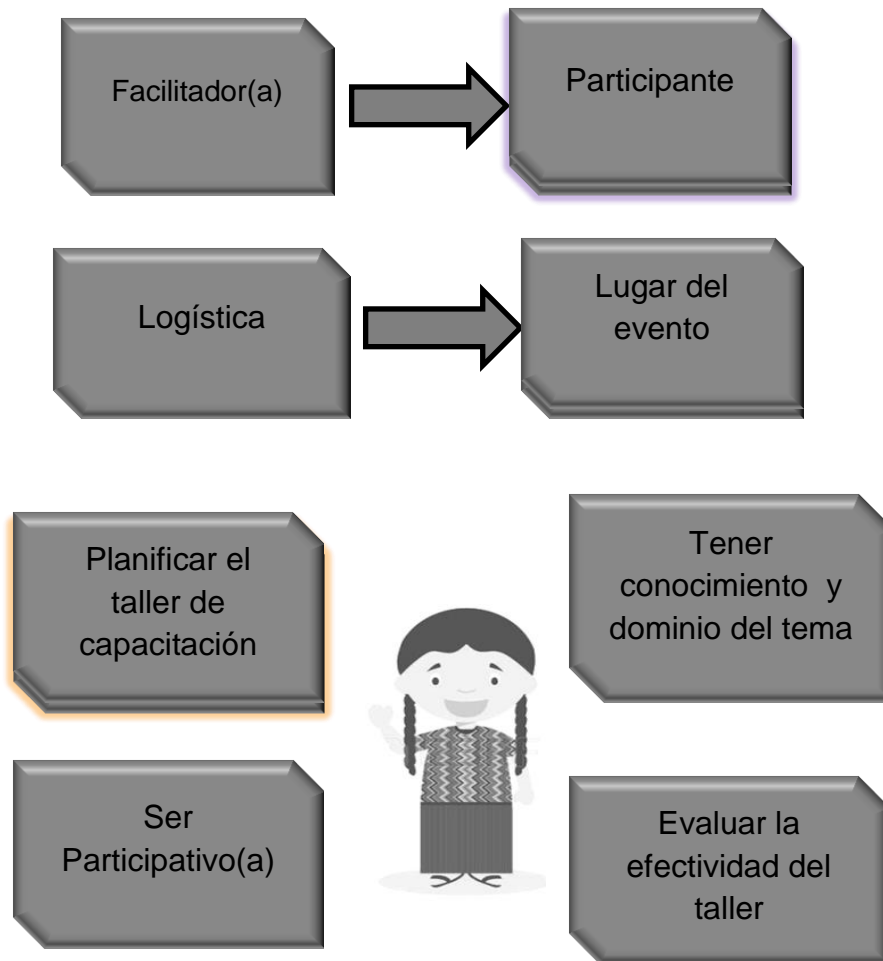 Facilitador(a)
Participante
Logística
Lugar del
evento
Planificar el
taller de
capacitación
Tener
conocimiento y
dominio del tema
Ser
Participativo(a)
Evaluar la
efectividad del
taller